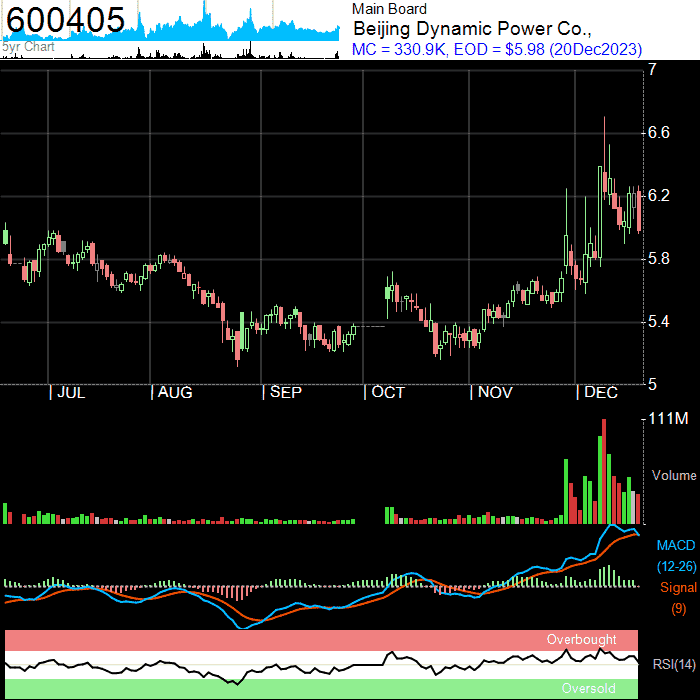 600405
5yr Chart
Main Board
Beijing Dynamic Power Co.,
MC = 330.9K, EOD = $5.98 (20Dec2023)
7
6.6
6.2
5.8
5.4
5
| JUL
| AUG
| SEP
| OCT
| NOV
| DEC
111M
Volume
MACD
(12-26)
Signal
(9)
Overbought
RSI(14)
Oversold